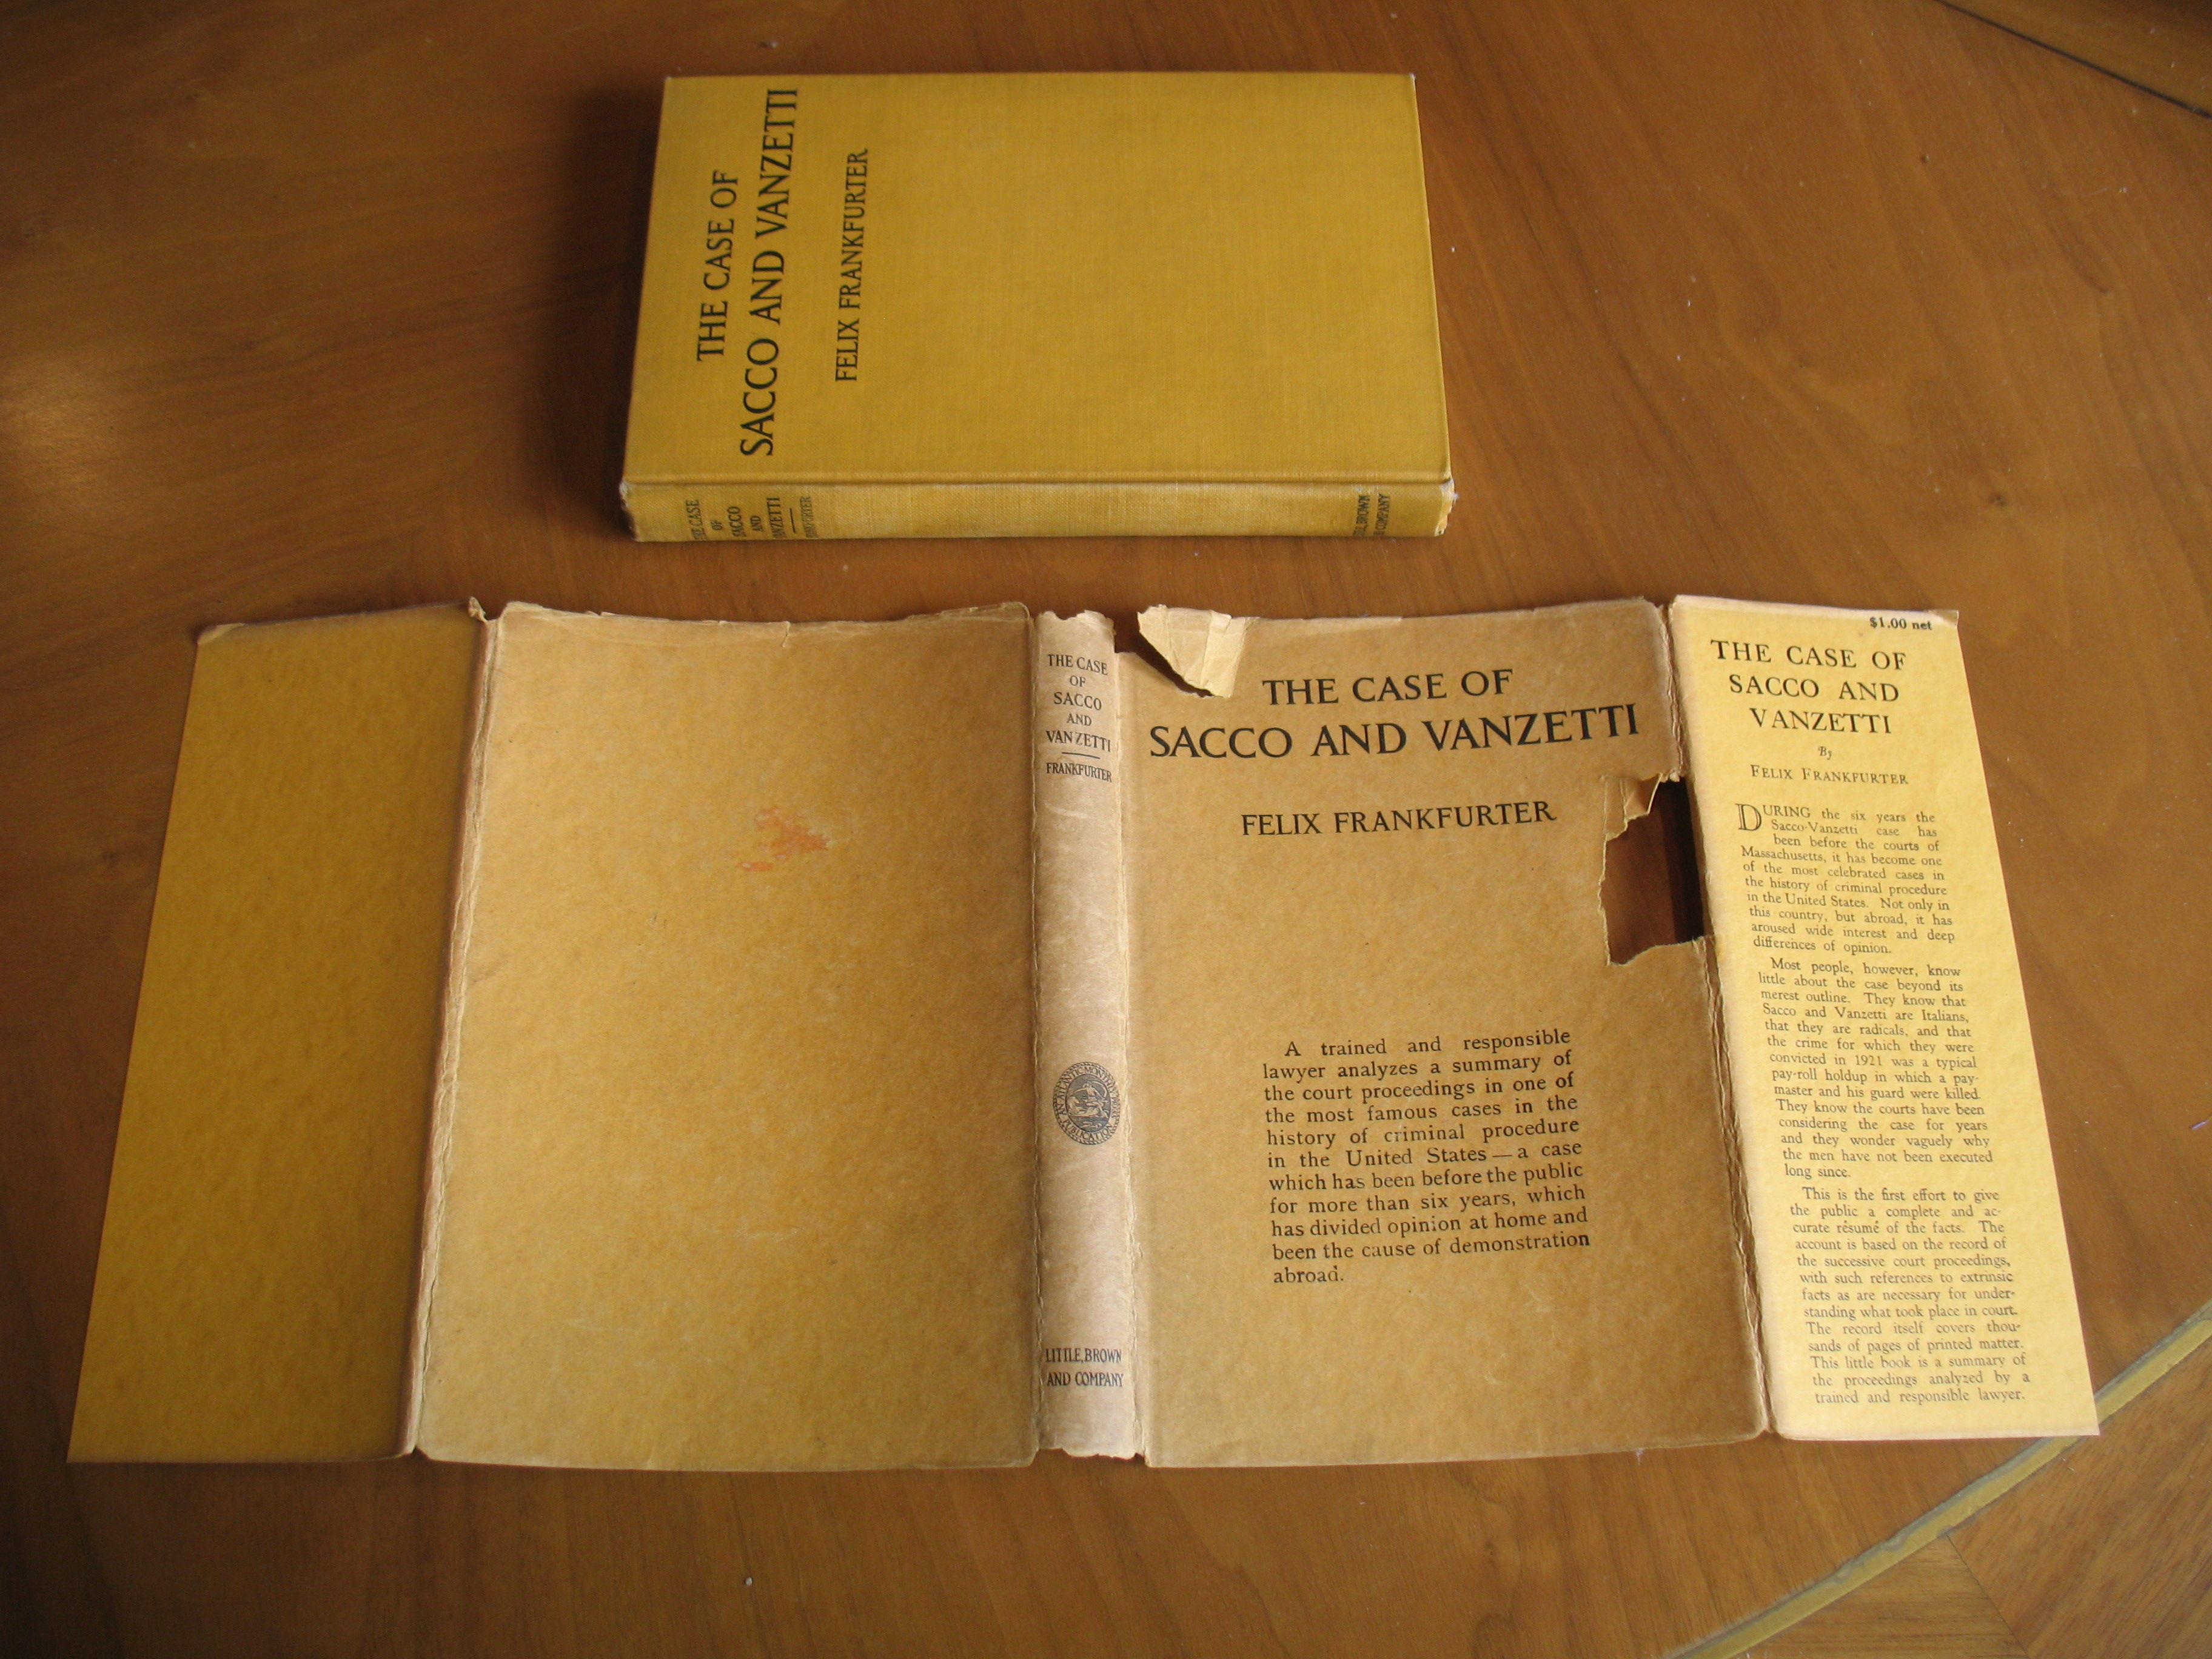 THE CASE OF
SACCO AND VANZETTI
FELIX FRANKFURTER
THE CASE
OF
SACCO
AND
VANZETTI
BROWN
COMPANY
THE CASE
OF
SACCO
AND
VANZETTI
FRANKFURTER
AN ATLANTIC MONTHLY PRESS PUBLICATION
LITTLE, BROWN
AND COMPANY
THE CASE OF
SACCO AND VANZETTI
FELIX FRANKFURTER
A trained and responsible
lawyer analyzes a summary of
the court proceedings in one of
the most famous cases in the
history of criminal procedure
in the United States — a case
which has been before the public
for more than six years, which
has divided opinion at home and
been the cause of demonstration
abroad.
$1.00 net
THE CASE OF
SACCO AND
VANZETTI
By
FELIX FRANKFURTER
DURING the six years the
Sacco-Vanzetti case has
been before the courts of
Massachusetts, it has become one
of the most celebrated cases in
the history of criminal procedure
in the United States. Not only in
this country, but abroad, it has
aroused wide interest and deep
differences of opinion.
Most people, however, know
little about the case beyond its
merest outline. They know that
Sacco and Vanzetti are Italians,
that they are radicals, and that
the crime for which they were
convicted in 1921 was a typical
pay-roll holdup in which a pay-
master and his guard were killed.
They know the courts have been
considering the case for years
and they wonder vaguely why
the men have not been executed
long since.
This is the first effort to give
the public a complete and ac-
curate résumé of the facts. The
account is based on the record of
the successive court proceedings,
with such references to extrinsic
facts as are necessary for under-
standing what took place in court.
The record itself covers thou-
sands of pages of printed matter.
This little book is a summary of
the proceedings analyzed by a
trained and responsible lawyer.